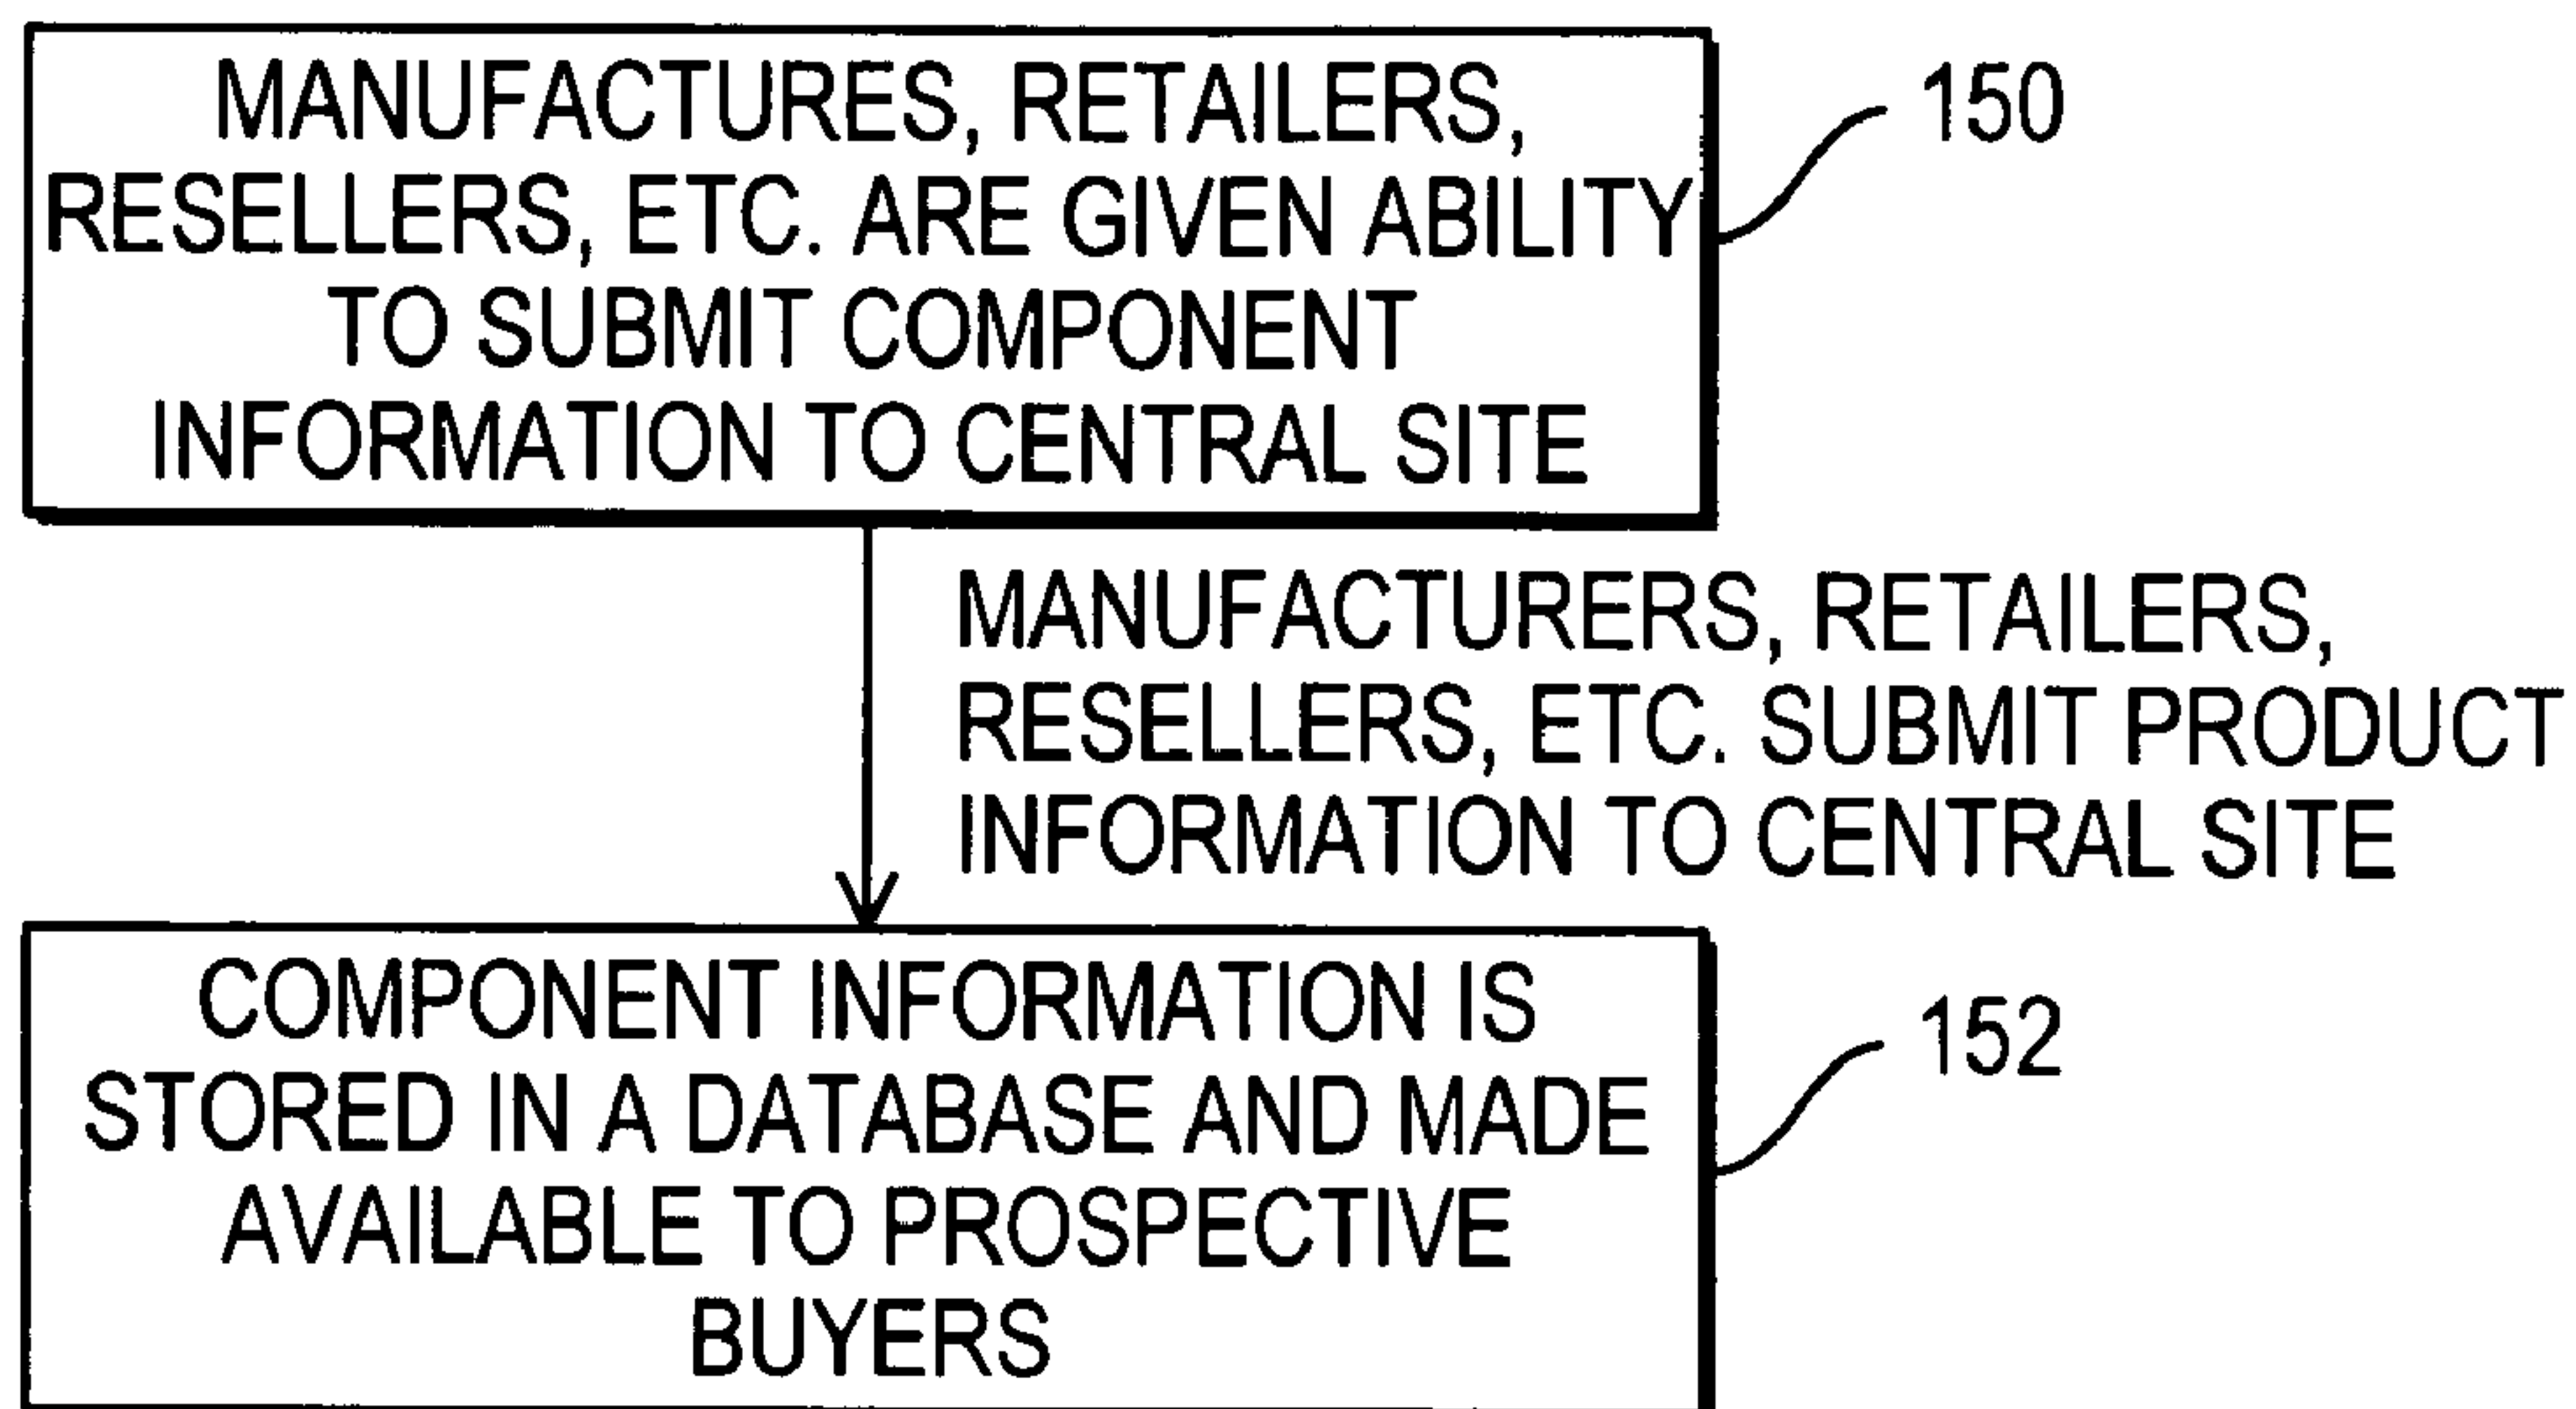 MANUFACTURES, RETAILERS,
RESELLERS, ETC. ARE GIVEN ABILITY
TO SUBMIT COMPONENT
INFORMATION TO CENTRAL SITE
150
MANUFACTURERS, RETAILERS,
RESELLERS, ETC. SUBMIT PRODUCT
INFORMATION TO CENTRAL SITE
COMPONENT INFORMATION IS
STORED IN A DATABASE AND MADE
AVAILABLE TO PROSPECTIVE
BUYERS
152